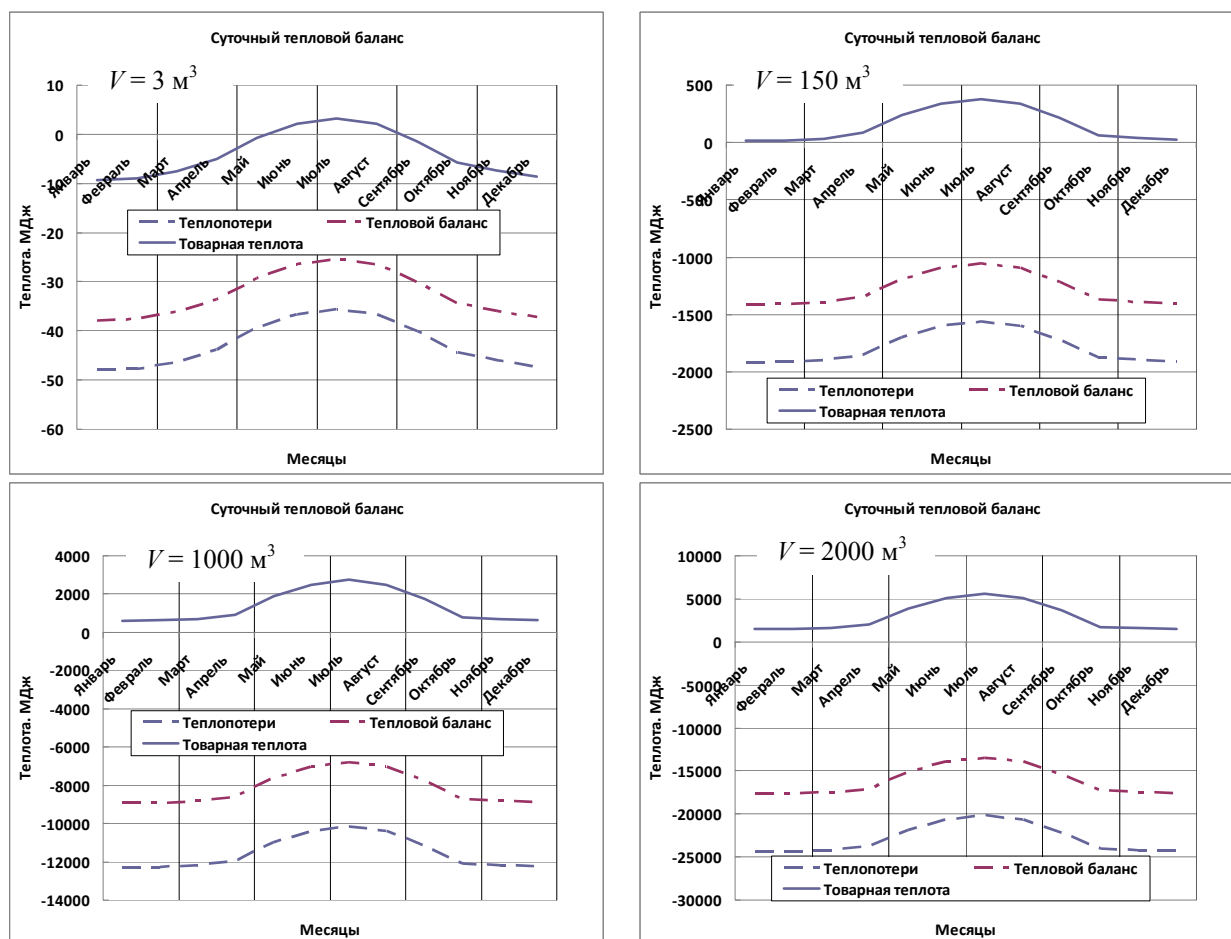 Суточный тепловой баланс
V = 3 м³
10
0
-10
-20
-30
-40
-50
-60
Теплота. МДж
Январь
Февраль
Март
Апрель
Май
Июнь
Июль
Август
Сентябрь
Октябрь
Ноябрь
Декабрь
Теплопотери
Тепловой баланс
Товарная теплота
Месяцы
Суточный тепловой баланс
V = 150 м³
500
0
-500
-1000
-1500
-2000
-2500
Теплота. МДж
Январь
Февраль
Март
Апрель
Май
Июнь
Июль
Август
Сентябрь
Октябрь
Ноябрь
Декабрь
Теплопотери
Тепловой баланс
Товарная теплота
Месяцы
Суточный тепловой баланс
V = 1000 м³
4000
2000
0
-2000
-4000
-6000
-8000
-10000
-12000
-14000
Теплота. МДж
Январь
Февраль
Март
Апрель
Май
Июнь
Июль
Август
Сентябрь
Октябрь
Ноябрь
Декабрь
Теплопотери
Тепловой баланс
Товарная теплота
Месяцы
Суточный тепловой баланс
V = 2000 м³
10000
5000
0
-5000
-10000
-15000
-20000
-25000
-30000
Теплота. МДж
Январь
Февраль
Март
Апрель
Май
Июнь
Июль
Август
Сентябрь
Октябрь
Ноябрь
Декабрь
Теплопотери
Тепловой баланс
Товарная теплота
Месяцы